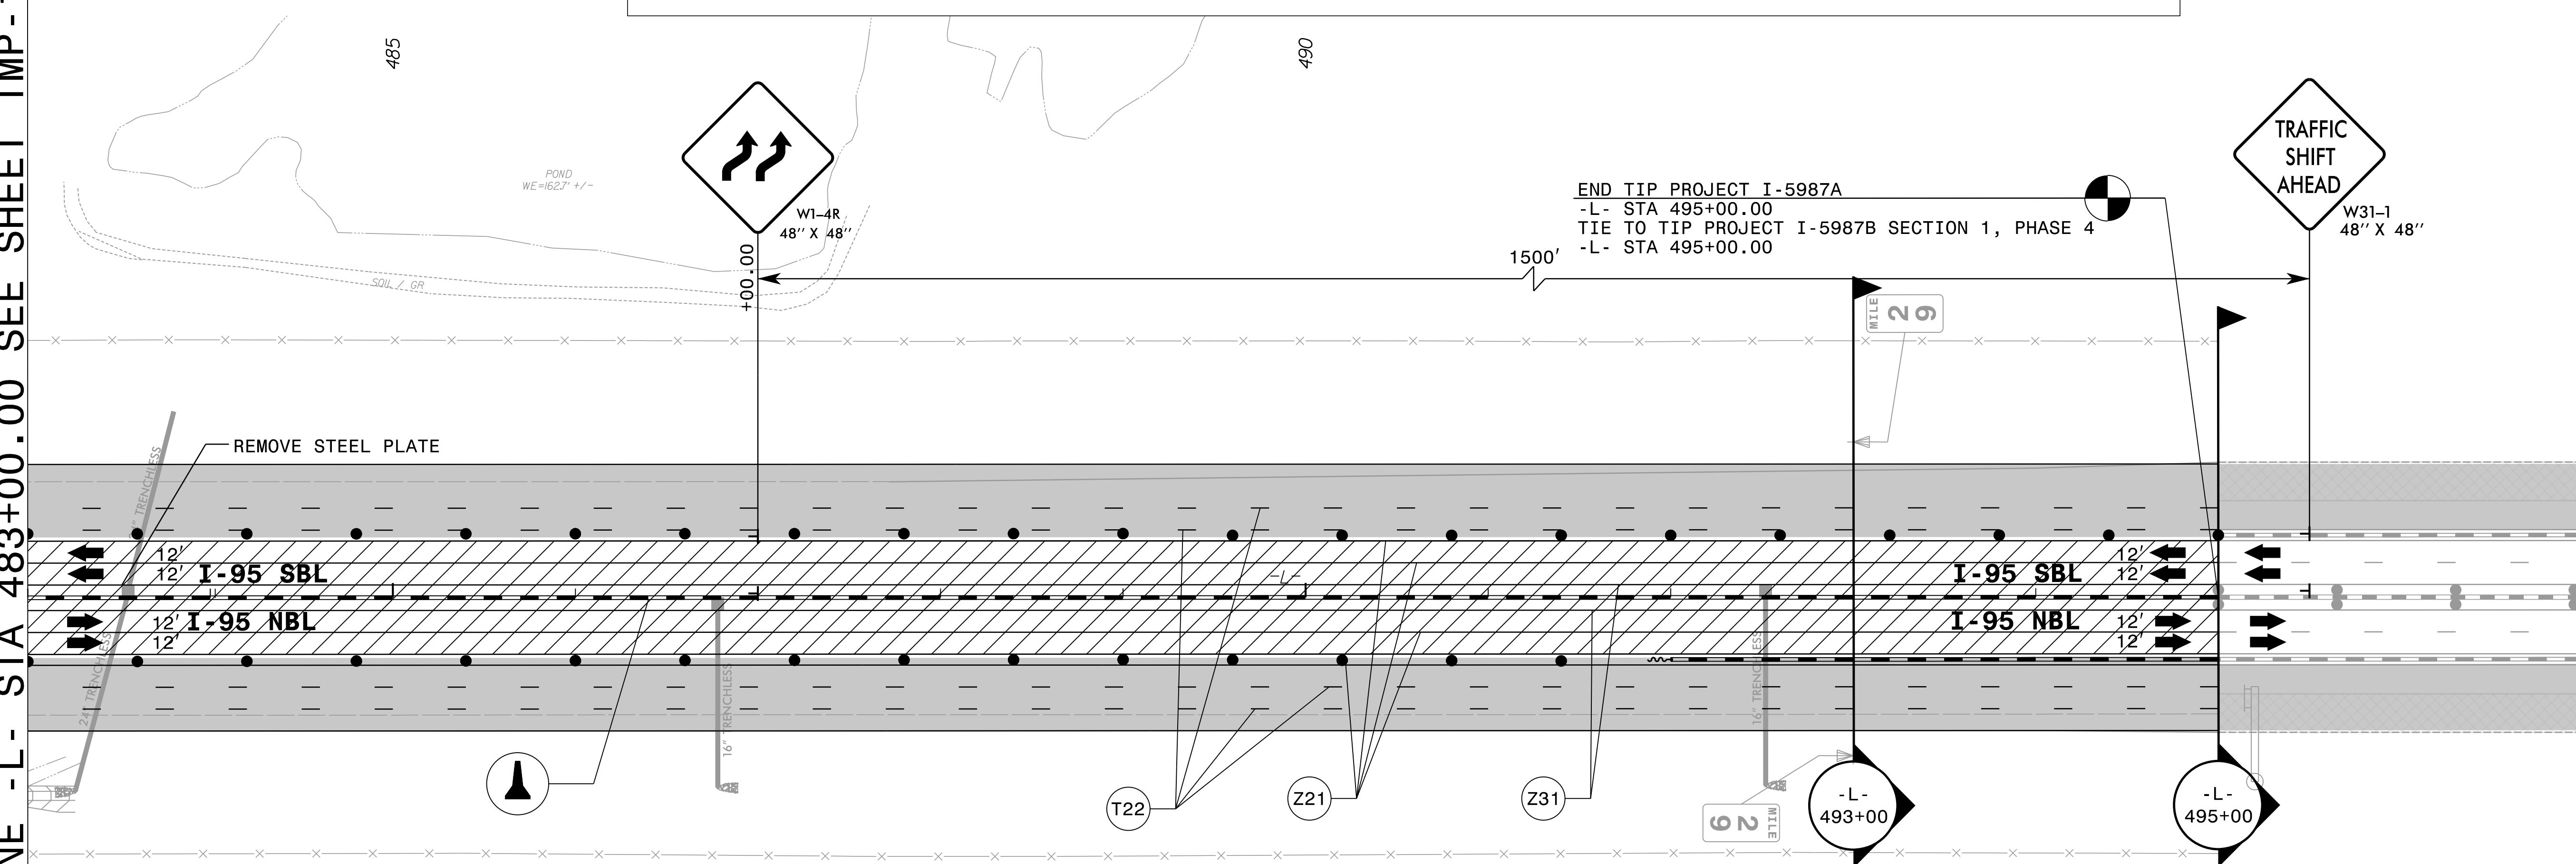 NE -L- STA 483+00.00 SEE SHEET TMP-
485
490
POND
WE=162.7' +/-
SOIL / GR
W1-4R
48" X 48"
+00.00
1500'
END TIP PROJECT I-5987A
-L- STA 495+00.00
TIE TO TIP PROJECT I-5987B SECTION 1, PHASE 4
-L- STA 495+00.00
TRAFFIC
SHIFT
AHEAD
W31-1
48" X 48"
MILE
29
REMOVE STEEL PLATE
24" TRENCHLESS
TRENCHLESS
12'
12'
I-95 SBL
12'
12'
I-95 NBL
-L-
I-95 SBL
12'
12'
I-95 NBL
12'
12'
16" TRENCHLESS
16" TRENCHLESS
T22
Z21
Z31
MILE
29
-L-
493+00
-L-
495+00